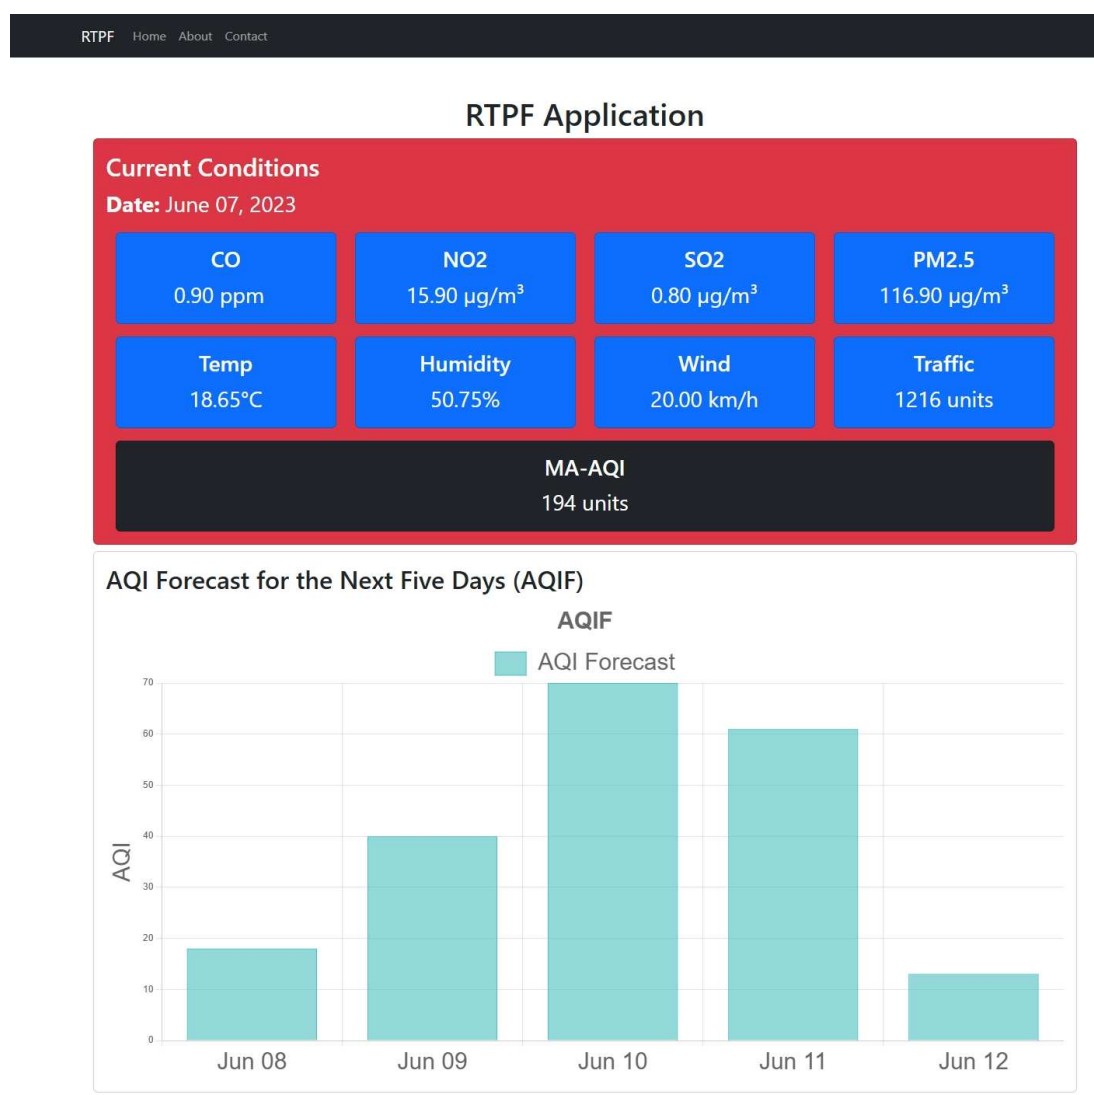 RTPF Home About Contact
RTPF Application
Current Conditions
Date: June 07, 2023
CO NO2 SO2 PM2.5
0.90 ppm 15.90 µg/m³ 0.80 µg/m³ 116.90 µg/m³
Temp Humidity Wind Traffic
18.65°C 50.75% 20.00 km/h 1216 units
MA-AQI
194 units
AQI Forecast for the Next Five Days (AQIF)
AQIF
AQI Forecast
70
60
50
40
AQI
30
20
10
0
Jun 08 Jun 09 Jun 10 Jun 11 Jun 12